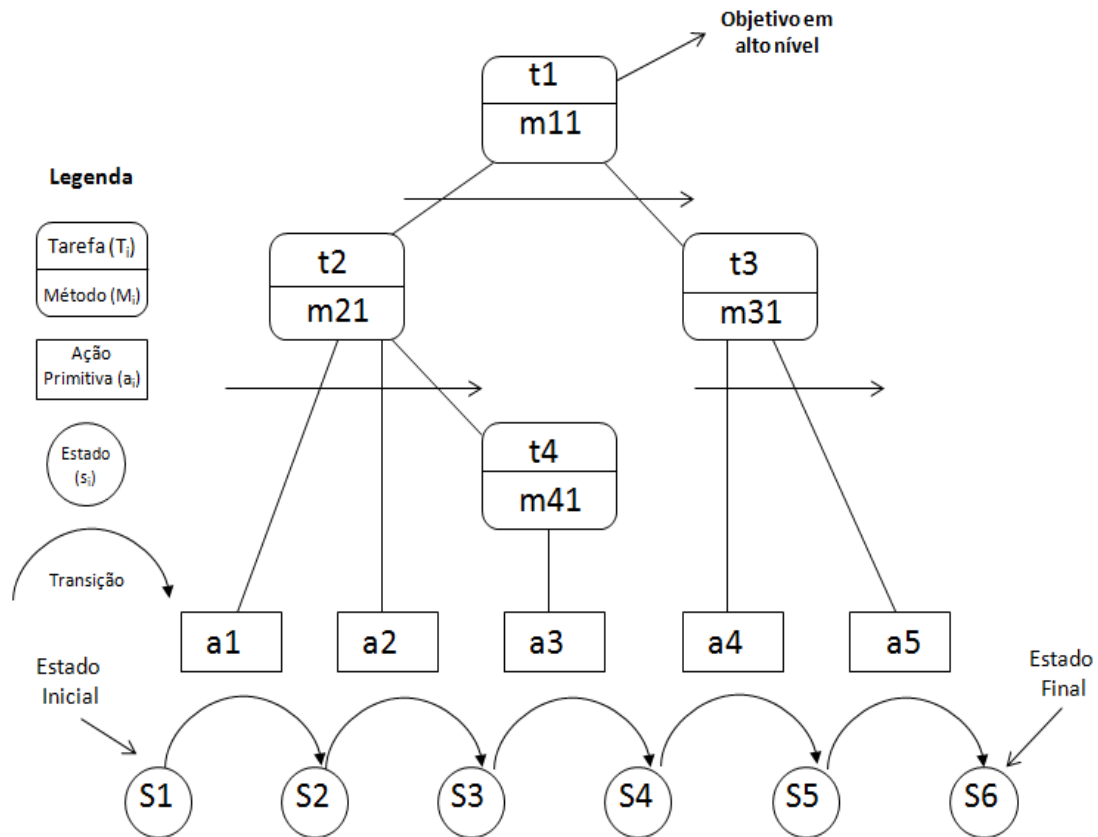 Objetivo em
alto nível
t1
m11
Legenda
Tarefa (Ti)
Método (Mi)
Ação
Primitiva (ai)
Estado
(si)
Transição
t2
m21
t3
m31
t4
m41
a1
a2
a3
a4
a5
Estado
Inicial
Estado
Final
S1
S2
S3
S4
S5
S6